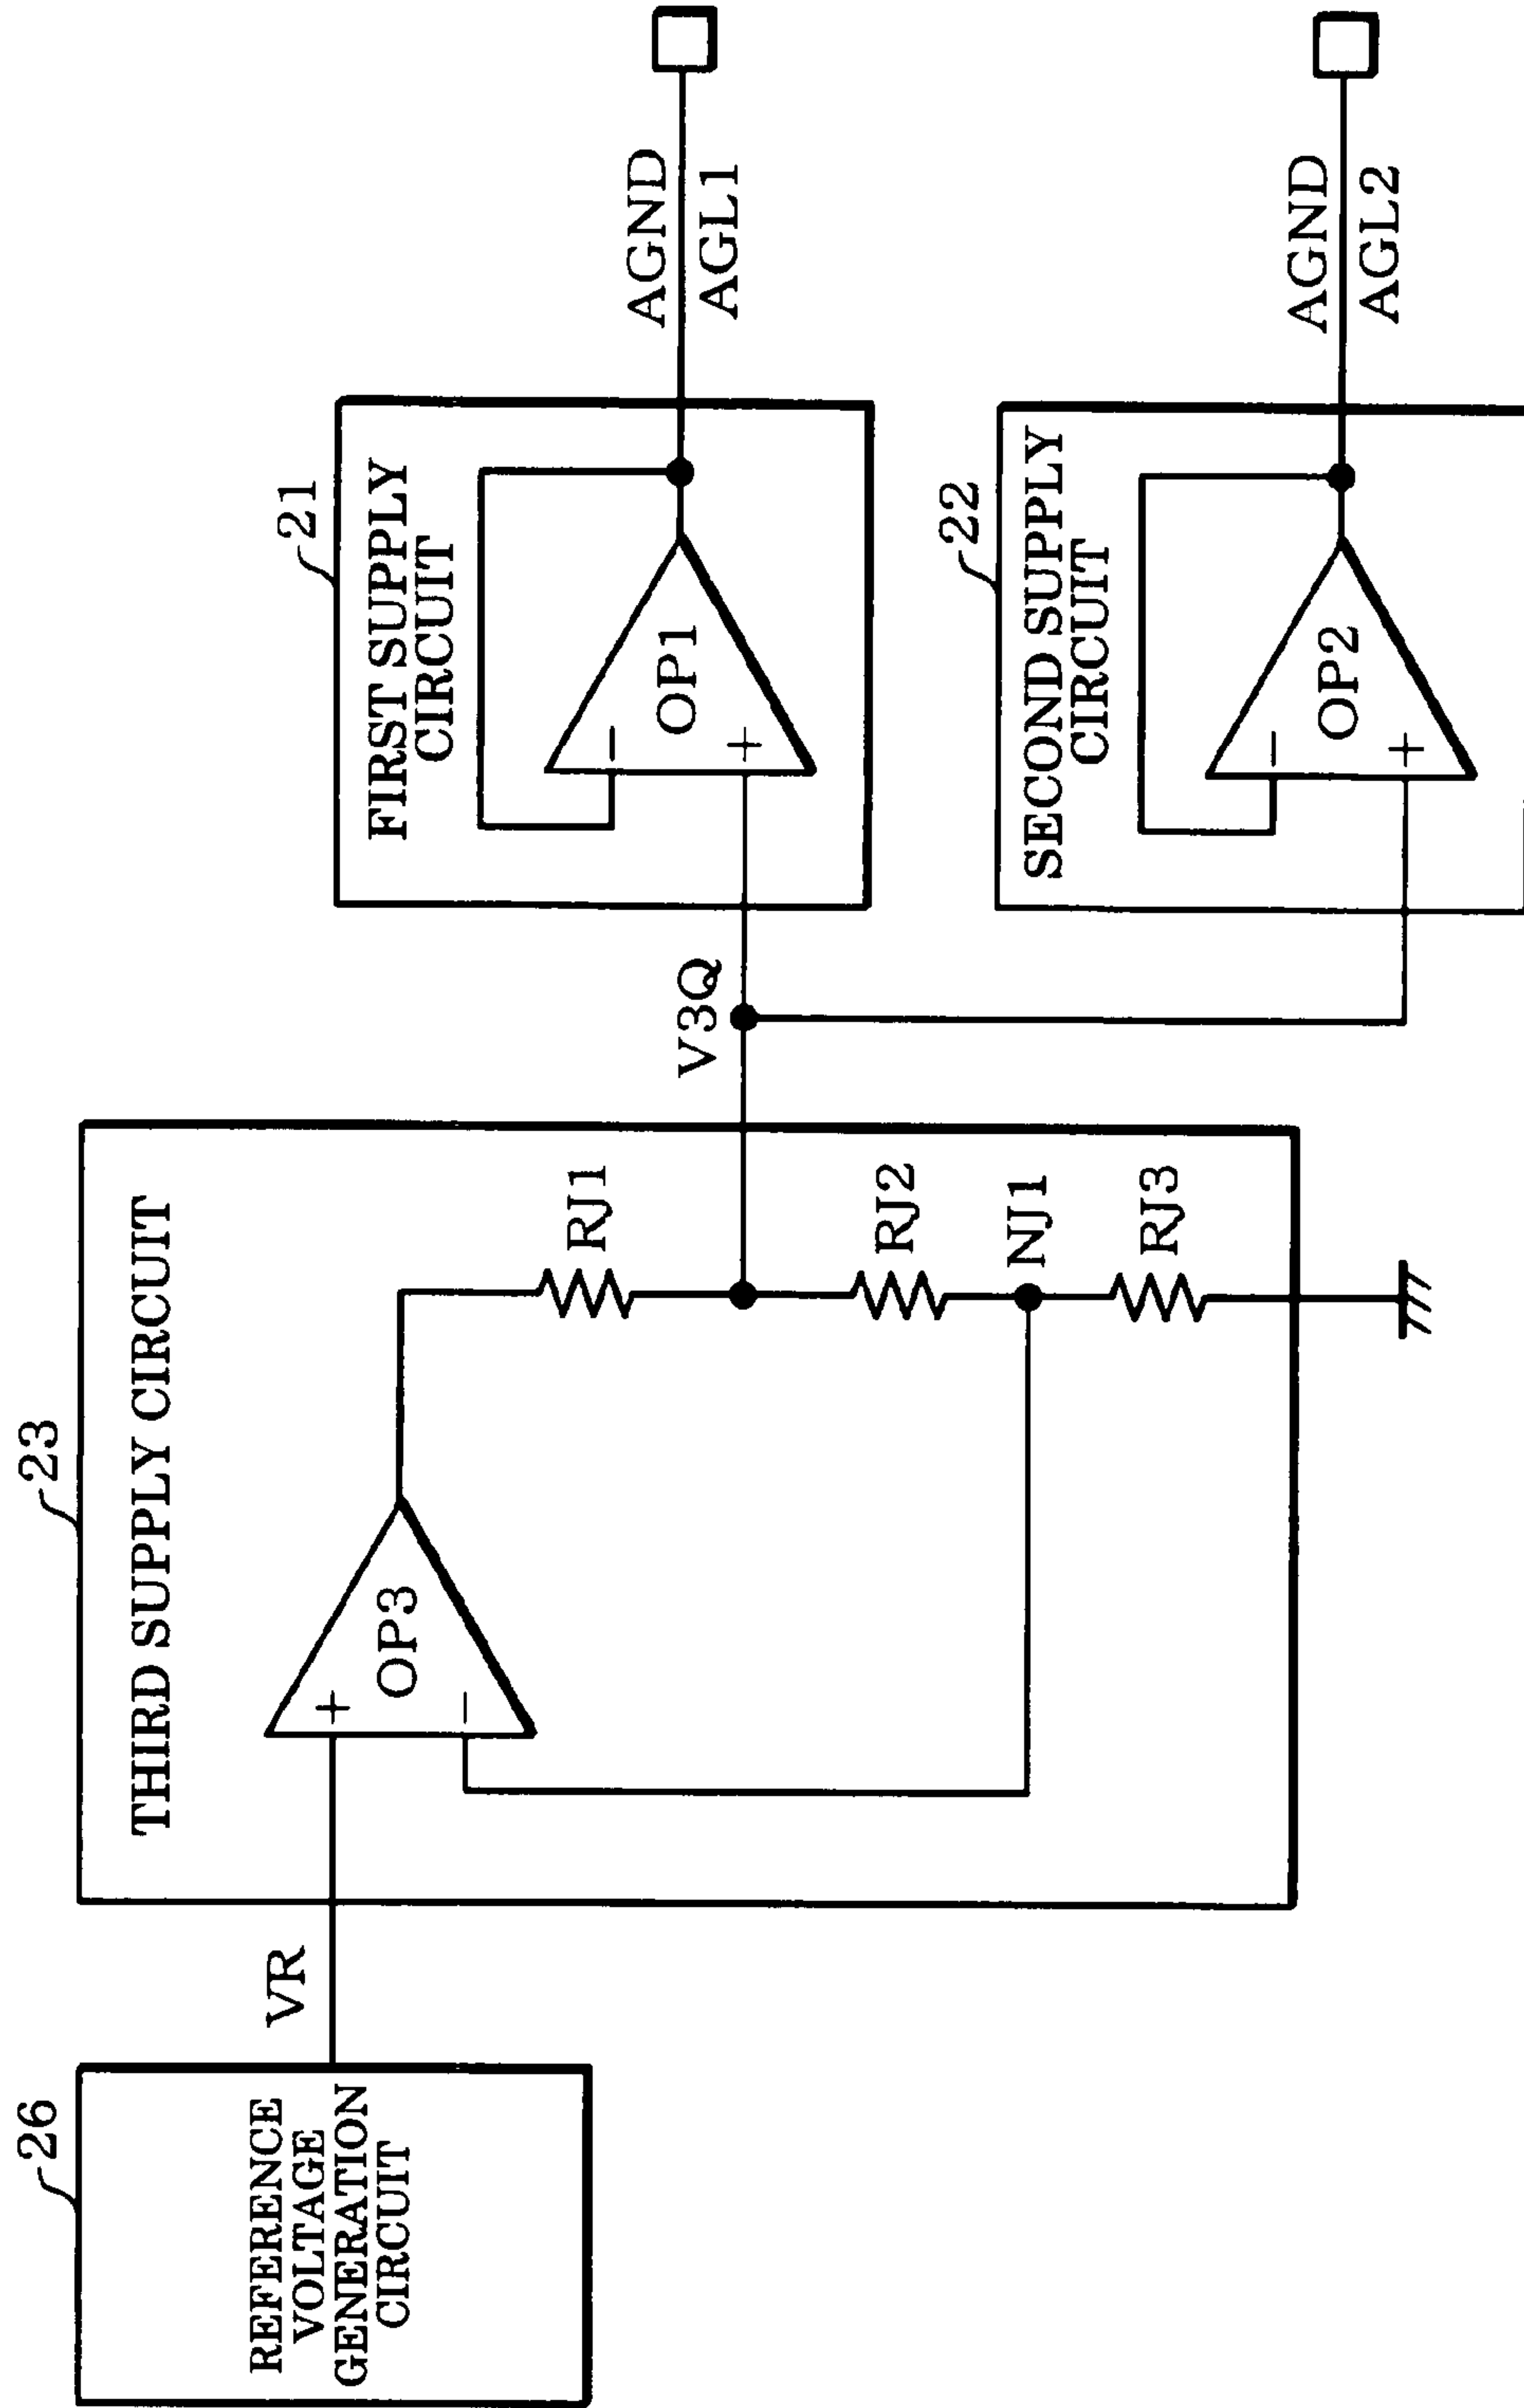 26
REFERENCE
VOLTAGE
GENERATION
CIRCUIT
VR
23
THIRD SUPPLY CIRCUIT
+
OP3
−
RJ1
RJ2
NJ1
RJ3
V3Q
21
FIRST SUPPLY
CIRCUIT
−
OP1
+
AGND
AGL1
22
SECOND SUPPLY
CIRCUIT
−
OP2
+
AGND
AGL2